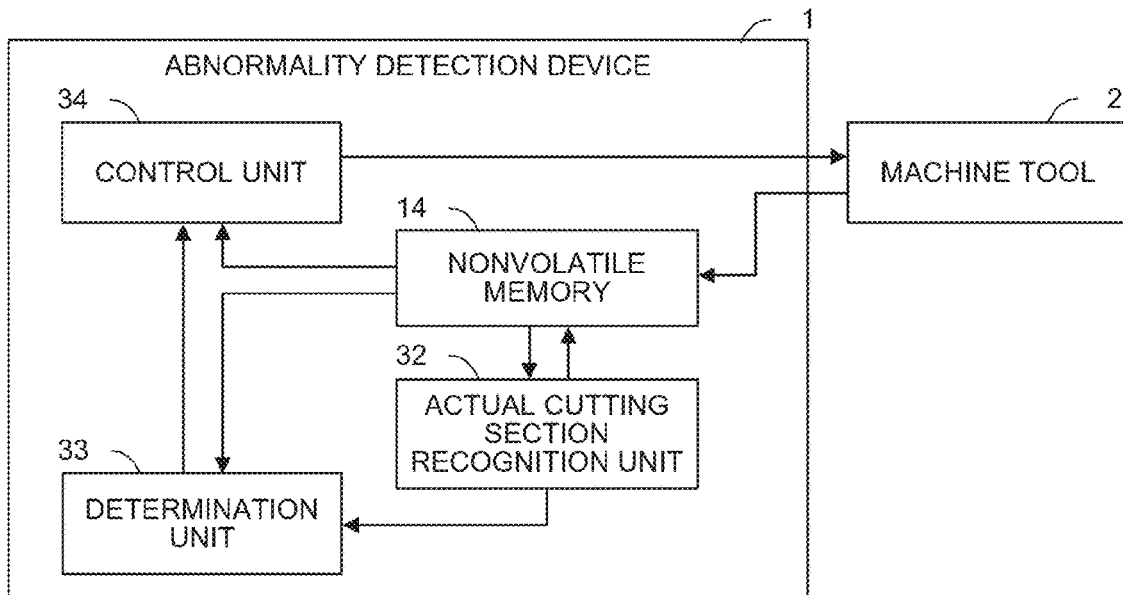 1
ABNORMALITY DETECTION DEVICE
34
CONTROL UNIT
2
MACHINE TOOL
14
NONVOLATILE
MEMORY
32
ACTUAL CUTTING
SECTION
RECOGNITION UNIT
33
DETERMINATION
UNIT